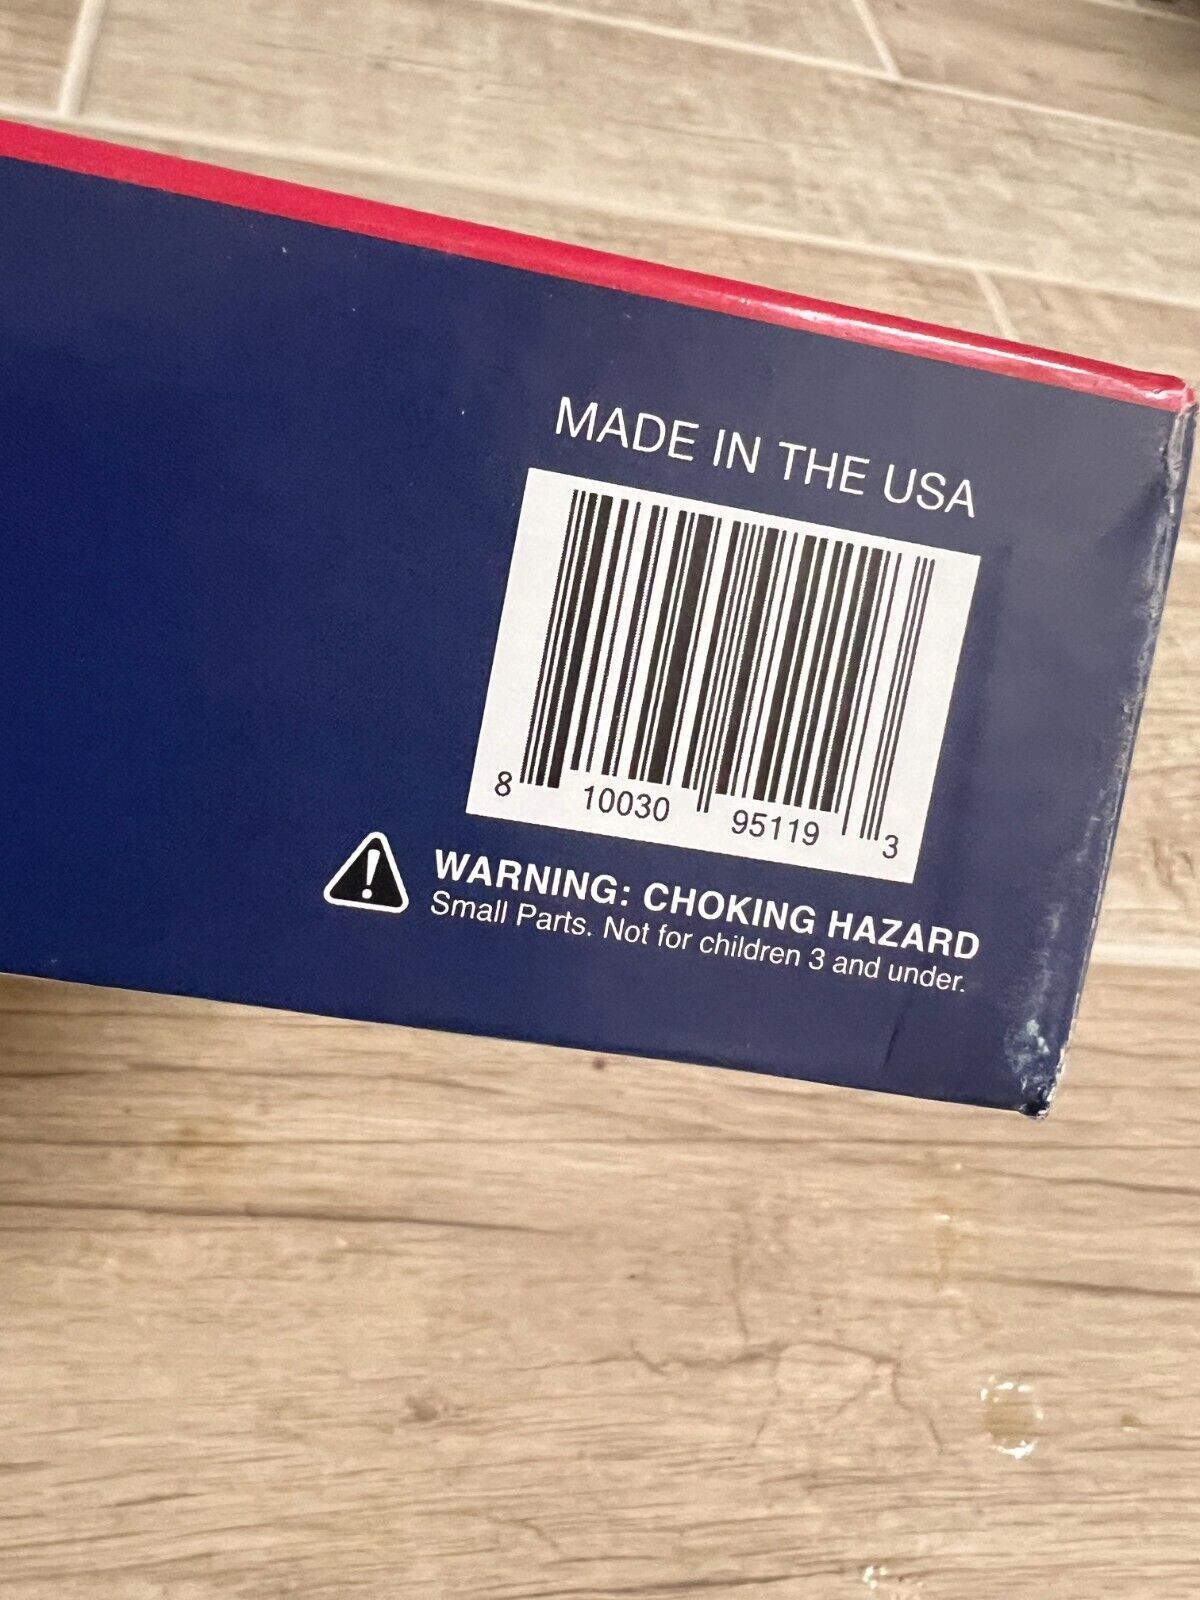 MADE IN THE USA
8 10030 95119 3
WARNING: CHOKING HAZARD
Small Parts. Not for children 3 and under.